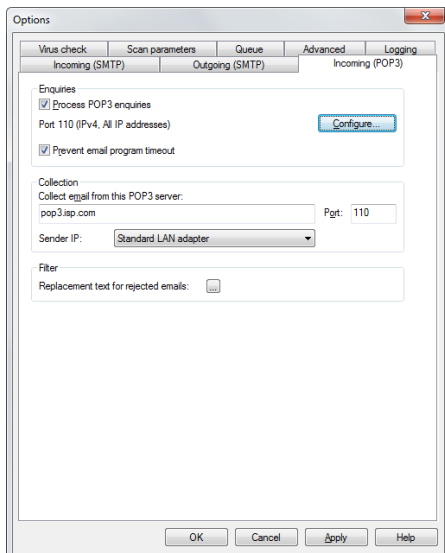 Options
Virus check Scan parameters Queue Advanced Logging
Incoming (SMTP) Outgoing (SMTP) Incoming (POP3)
Enquiries
Process POP3 enquiries
Port 110 (IPv4, All IP addresses) Configure...
Prevent email program timeout
Collection
Collect email from this POP3 server:
pop3.isp.com Port: 110
Sender IP: Standard LAN adapter
Filter
Replacement text for rejected emails: ...
OK Cancel Apply Help